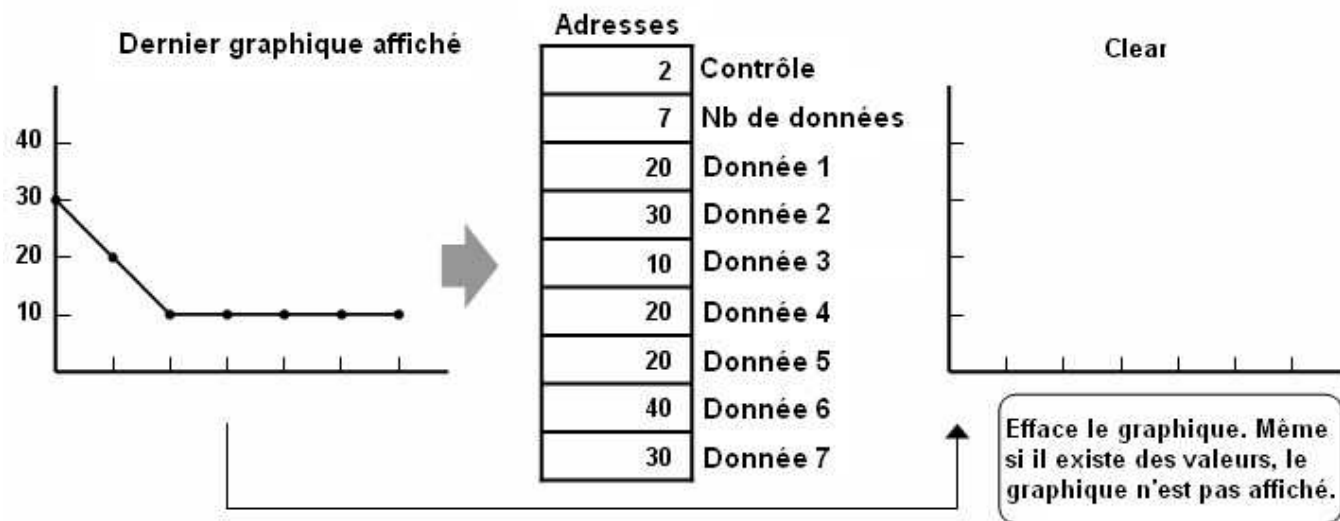 Dernier graphique affiché
40
30
20
10
Adresses
2 Contrôle
7 Nb de données
20 Donnée 1
30 Donnée 2
10 Donnée 3
20 Donnée 4
20 Donnée 5
40 Donnée 6
30 Donnée 7
Clear
Efface le graphique. Même
si il existe des valeurs, le
graphique n'est pas affiché.